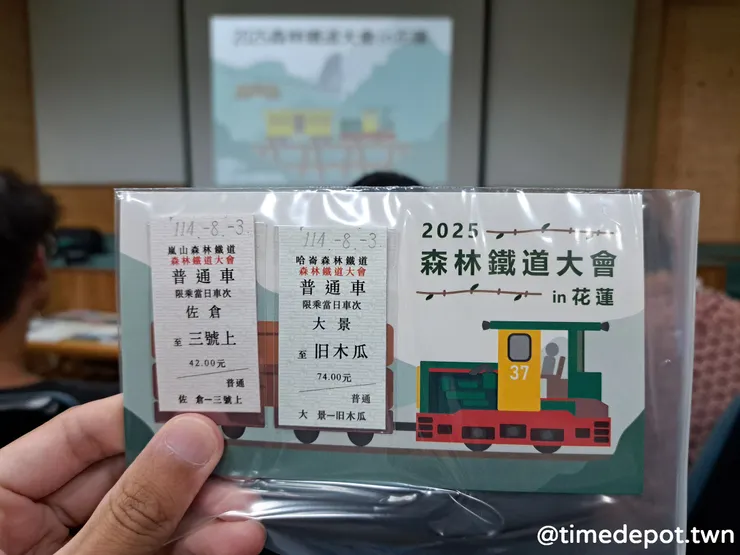 2025森林鐵道大會in花蓮
114.-8.-3
嵐山森林鐵道
森林鐵道大會
普通車
限乘當日車次
佐倉
至 三號上
42.00元
普通
佐倉一三號上
114.-8.-3.
哈崙森林鐵道
森林鐵道大會
普通車
限乘當日車次
大景
至 旧木瓜
74.00元
普通
大景一旧木瓜
2025
森林鐵道大會
in 花蓮
37
@timedepot.twn